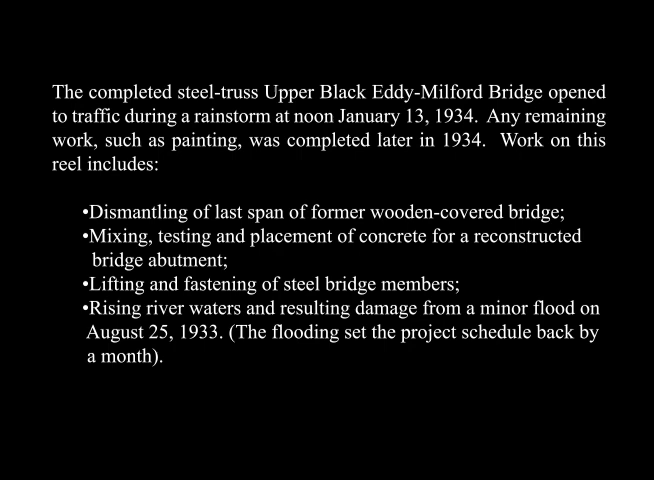 The completed steel-truss Upper Black Eddy-Milford Bridge opened
to traffic during a rainstorm at noon January 13, 1934.  Any remaining
work, such as painting, was completed later in 1934.  Work on this
reel includes:
•Dismantling of last span of former wooden-covered bridge;
•Mixing, testing and placement of concrete for a reconstructed
bridge abutment;
•Lifting and fastening of steel bridge members;
•Rising river waters and resulting damage from a minor flood on
August 25, 1933. (The flooding set the project schedule back by
a month).